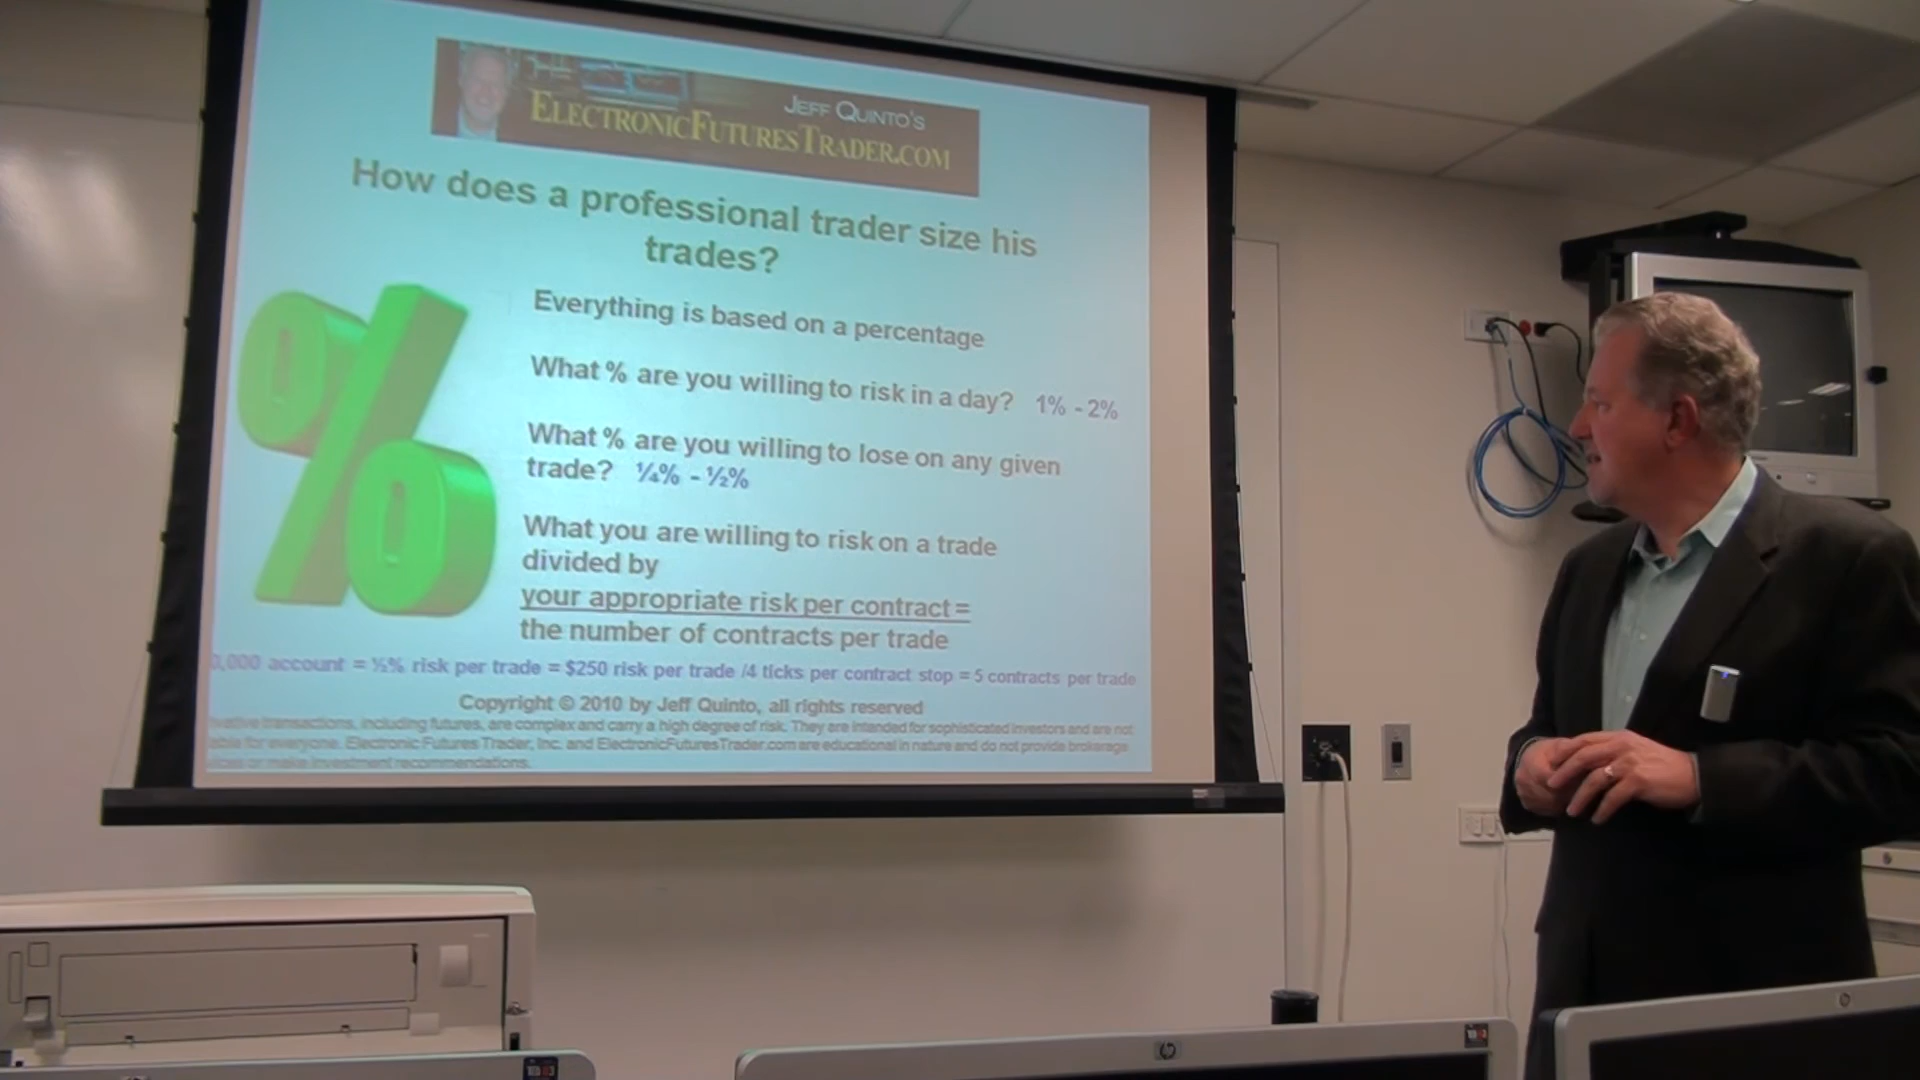 JEFF QUINTO'S
ELECTRONICFUTURESTRADER.COM
How does a professional trader size his
trades?
Everything is based on a percentage
What % are you willing to risk in a day? 1% - 2%
What % are you willing to lose on any given
trade? ¼% - ½%
What you are willing to risk on a trade
divided by
your appropriate risk per contract =
the number of contracts per trade
0,000 account = ½% risk per trade = $250 risk per trade /4 ticks per contract stop = 5 contracts per trade
Copyright © 2010 by Jeff Quinto, all rights reserved
vative transactions, including futures, are complex and carry a high degree of risk. They are intended for sophisticated investors and are not
able for everyone. Electronic Futures Trader, Inc. and ElectronicFuturesTrader.com are educational in nature and do not provide brokerage
ices or make investment recommendations.
hp